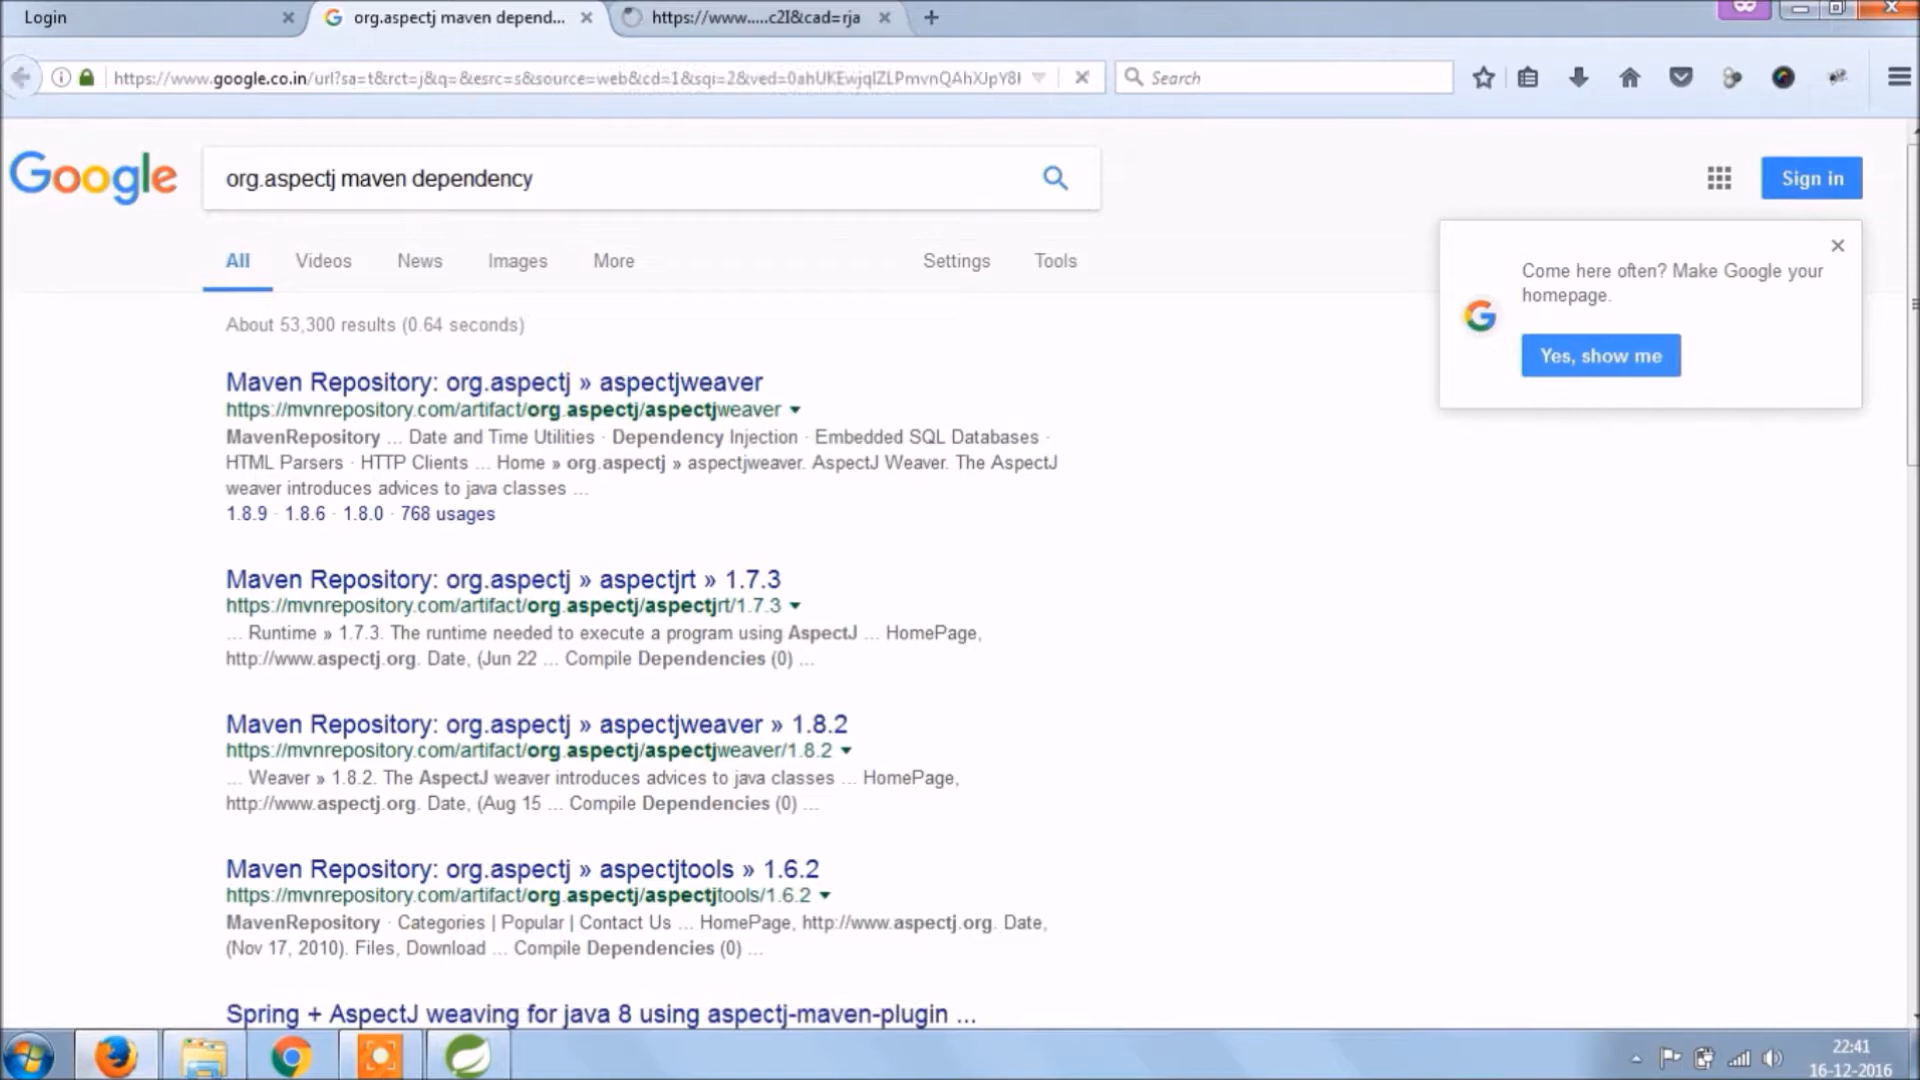 Login
org.aspectj maven depend...
https://www.....c2I&cad=rja
https://www.google.co.in/url?sa=t&rct=j&q=&esrc=s&source=web&cd=1&sqi=2&ved=0ahUKEwjqlZLPmvnQAhXJpY8I
Search
Google
org.aspectj maven dependency
Sign in
All Videos News Images More Settings Tools
Come here often? Make Google your
homepage.
Yes, show me
About 53,300 results (0.64 seconds)
Maven Repository: org.aspectj » aspectjweaver
https://mvnrepository.com/artifact/org.aspectj/aspectjweaver
MavenRepository ... Date and Time Utilities · Dependency Injection · Embedded SQL Databases ·
HTML Parsers · HTTP Clients ... Home » org.aspectj » aspectjweaver. AspectJ Weaver. The AspectJ
weaver introduces advices to java classes ...
1.8.9 · 1.8.6 · 1.8.0 · 768 usages
Maven Repository: org.aspectj » aspectjrt » 1.7.3
https://mvnrepository.com/artifact/org.aspectj/aspectjrt/1.7.3
... Runtime » 1.7.3. The runtime needed to execute a program using AspectJ ... HomePage,
http://www.aspectj.org. Date, (Jun 22 ... Compile Dependencies (0) ...
Maven Repository: org.aspectj » aspectjweaver » 1.8.2
https://mvnrepository.com/artifact/org.aspectj/aspectjweaver/1.8.2
... Weaver » 1.8.2. The AspectJ weaver introduces advices to java classes ... HomePage,
http://www.aspectj.org. Date, (Aug 15 ... Compile Dependencies (0) ...
Maven Repository: org.aspectj » aspectjtools » 1.6.2
https://mvnrepository.com/artifact/org.aspectj/aspectjtools/1.6.2
MavenRepository · Categories | Popular | Contact Us ... HomePage, http://www.aspectj.org. Date,
(Nov 17, 2010). Files, Download ... Compile Dependencies (0) ...
Spring + AspectJ weaving for java 8 using aspectj-maven-plugin ...
22:41
16-12-2016